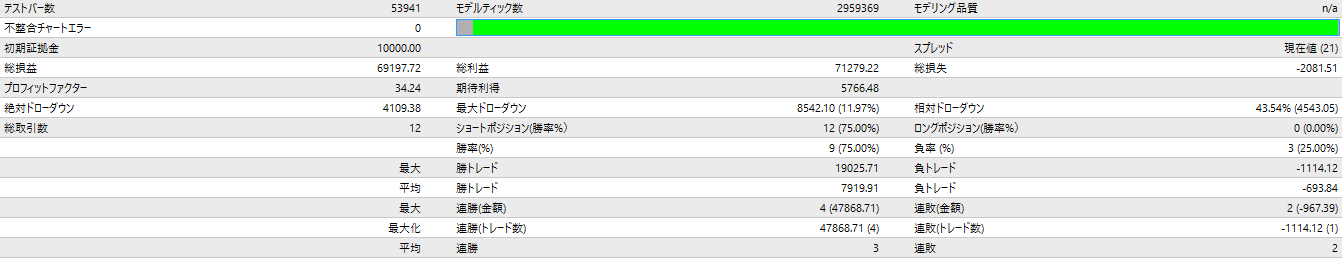 テストバー数 53941 モデルティック数 2959369 モデリング品質 n/a
不整合チャートエラー 0
初期証拠金 10000.00 スプレッド 現在値 (21)
総損益 69197.72 総利益 71279.22 総損失 -2081.51
プロフィットファクター 34.24 期待利得 5766.48
絶対ドローダウン 4109.38 最大ドローダウン 8542.10 (11.97%) 相対ドローダウン 43.54% (4543.05)
総取引数 12 ショートポジション(勝率%) 12 (75.00%) ロングポジション(勝率%) 0 (0.00%)
勝率(%) 9 (75.00%) 負率 (%) 3 (25.00%)
最大 勝トレード 19025.71 負トレード -1114.12
平均 勝トレード 7919.91 負トレード -693.84
最大 連勝(金額) 4 (47868.71) 連敗(金額) 2 (-967.39)
最大化 連勝(トレード数) 47868.71 (4) 連敗(トレード数) -1114.12 (1)
平均 連勝 3 連敗 2